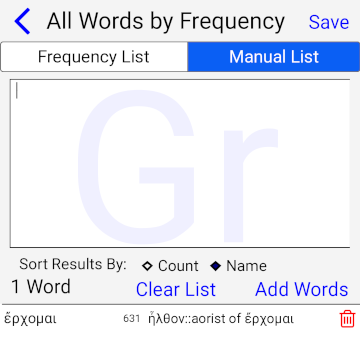 All Words by Frequency Save
Frequency List Manual List
Gr
Sort Results By: Count Name
1 Word Clear List Add Words
ἔρχομαι 631 ἦλθον::aorist of ἔρχομαι